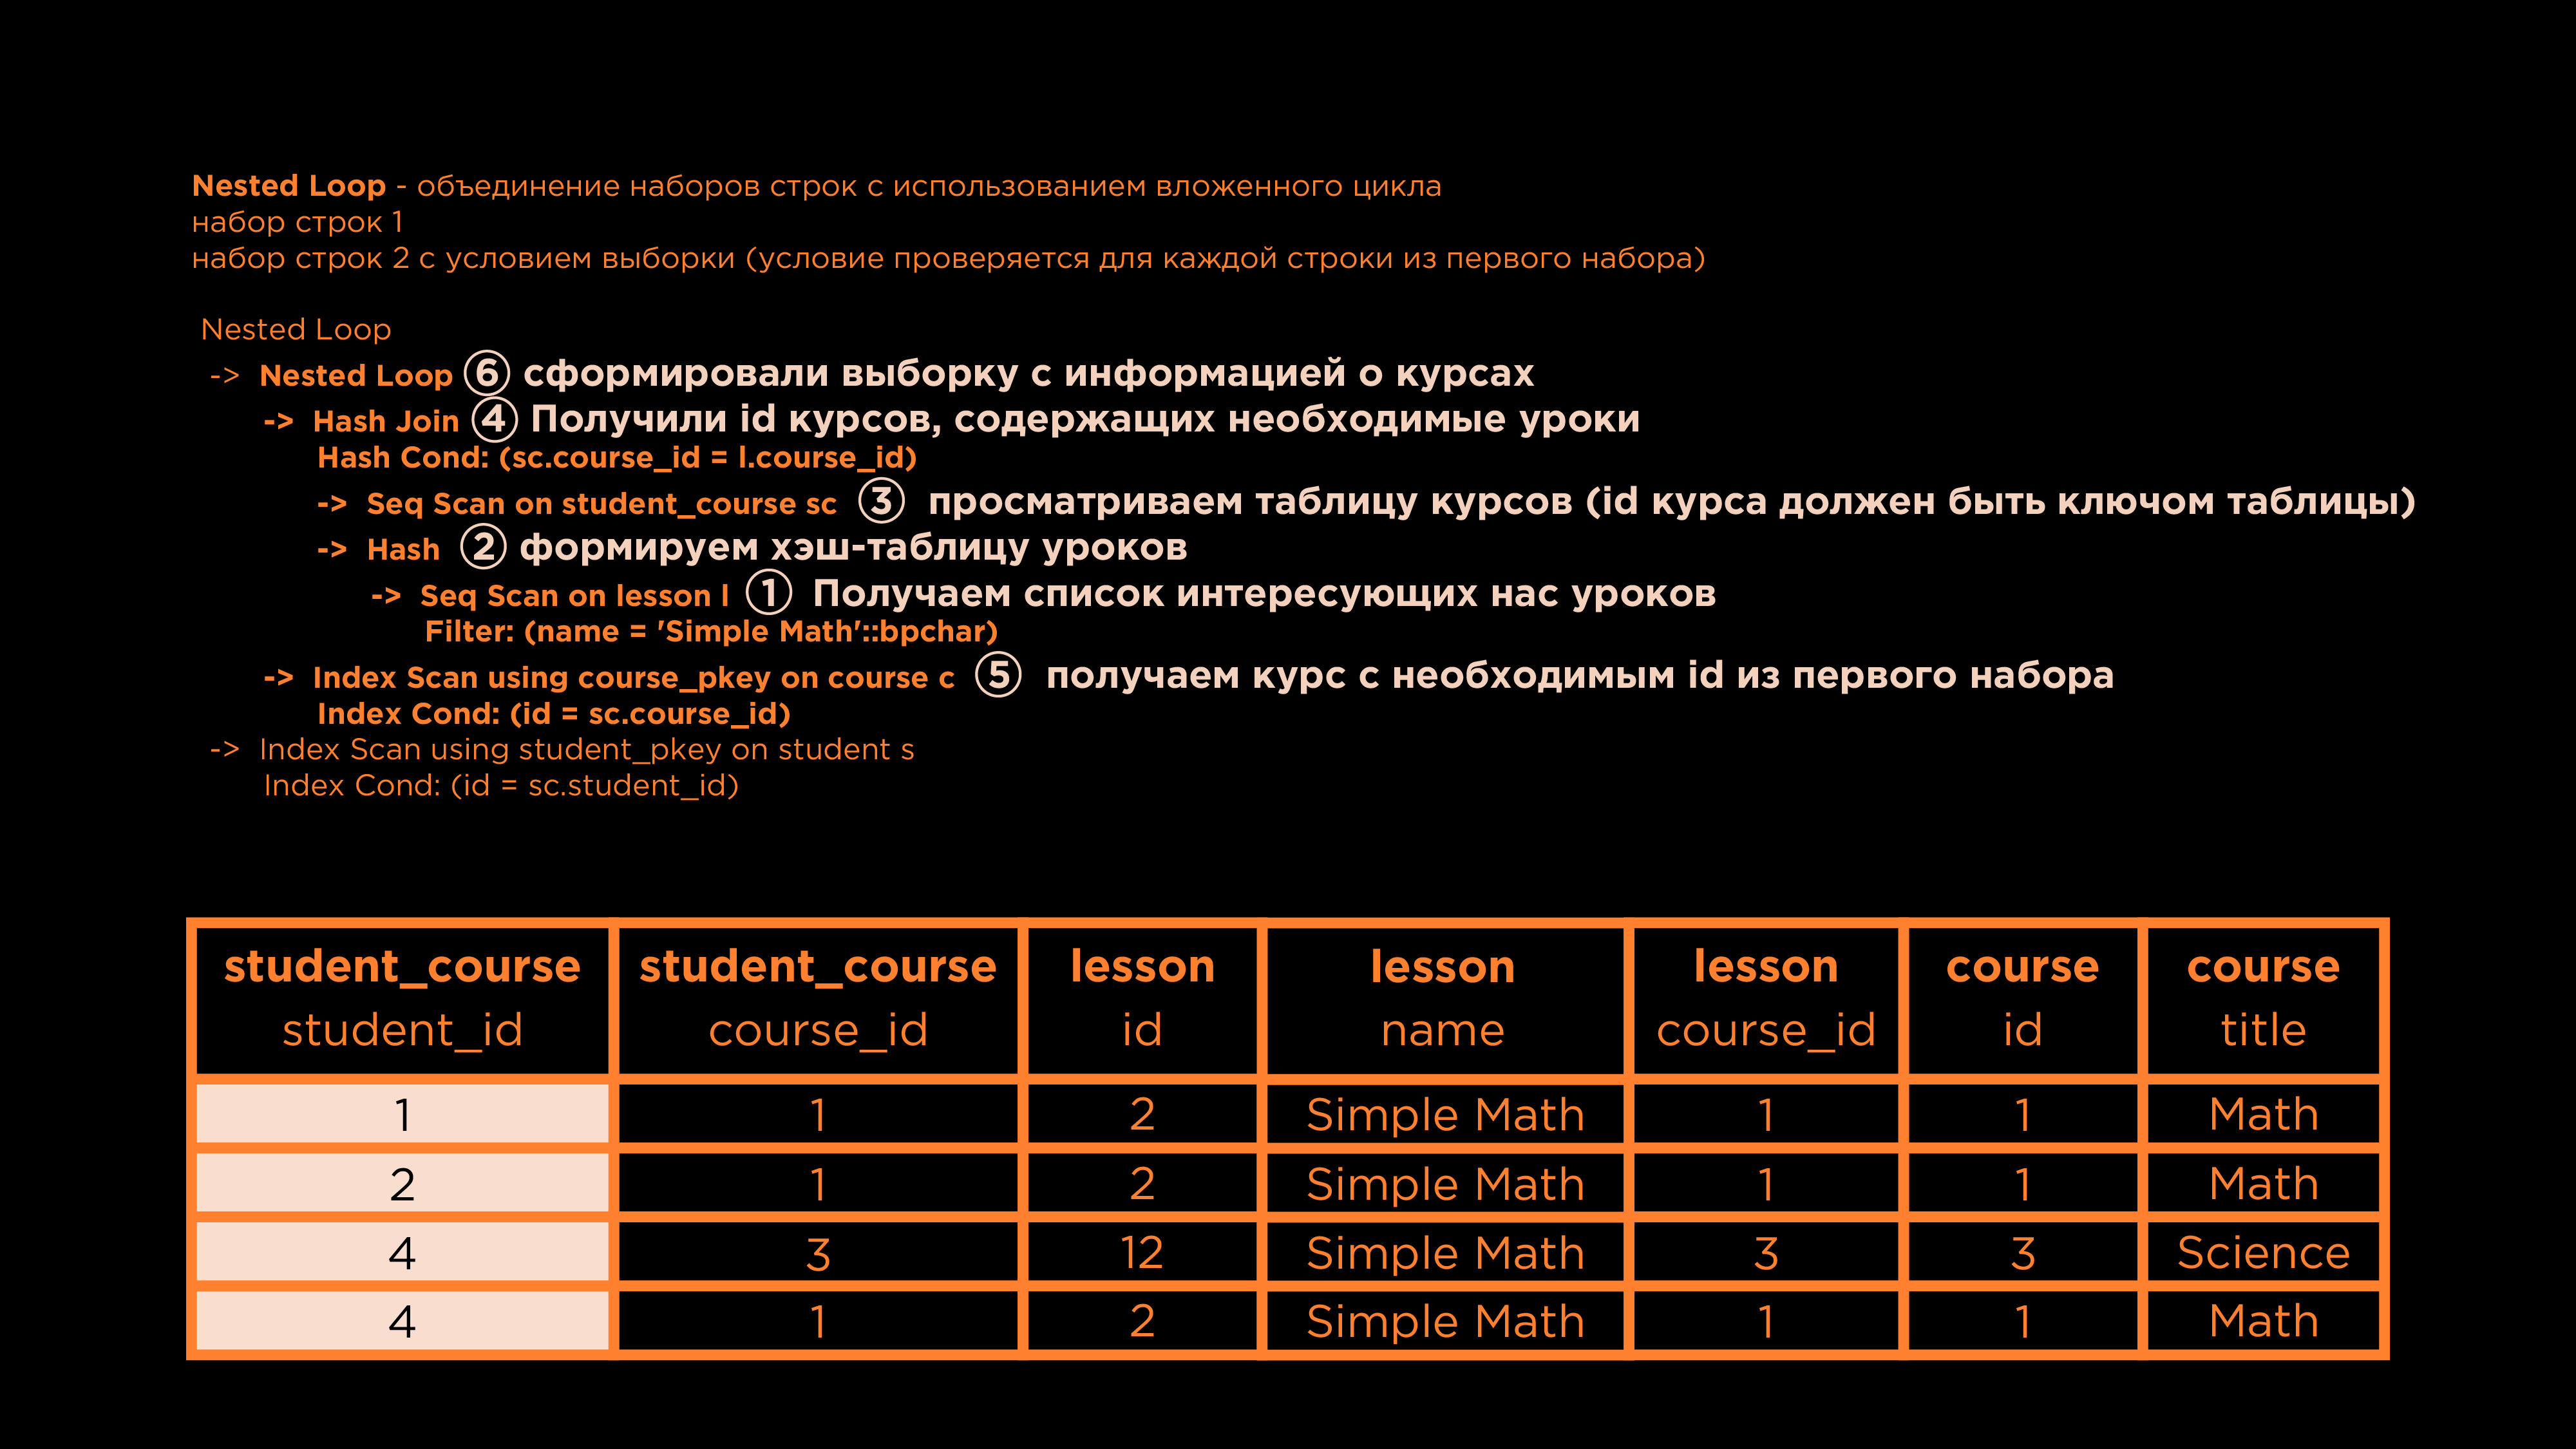 Nested Loop - объединение наборов строк с использованием вложенного цикла
набор строк 1
набор строк 2 с условием выборки (условие проверяется для каждой строки из первого набора)
Nested Loop
-> Nested Loop 6 сформировали выборку с информацией о курсах
-> Hash Join 4 Получили id курсов, содержащих необходимые уроки
Hash Cond: (sc.course_id = l.course_id)
-> Seq Scan on student_course sc 3 просматриваем таблицу курсов (id курса должен быть ключом таблицы)
-> Hash 2 формируем хэш-таблицу уроков
-> Seq Scan on lesson l 1 Получаем список интересующих нас уроков
Filter: (name = 'Simple Math'::bpchar)
-> Index Scan using course_pkey on course c 5 получаем курс с необходимым id из первого набора
Index Cond: (id = sc.course_id)
-> Index Scan using student_pkey on student s
Index Cond: (id = sc.student_id)
student_course student_course lesson lesson lesson course course
student_id course_id id name course_id id title
1 1 2 Simple Math 1 1 Math
2 1 2 Simple Math 1 1 Math
4 3 12 Simple Math 3 3 Science
4 1 2 Simple Math 1 1 Math